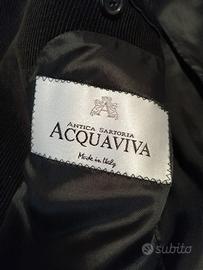 A
ANTICA SARTORIA
ACQUAVIVA
Made in Italy
subito